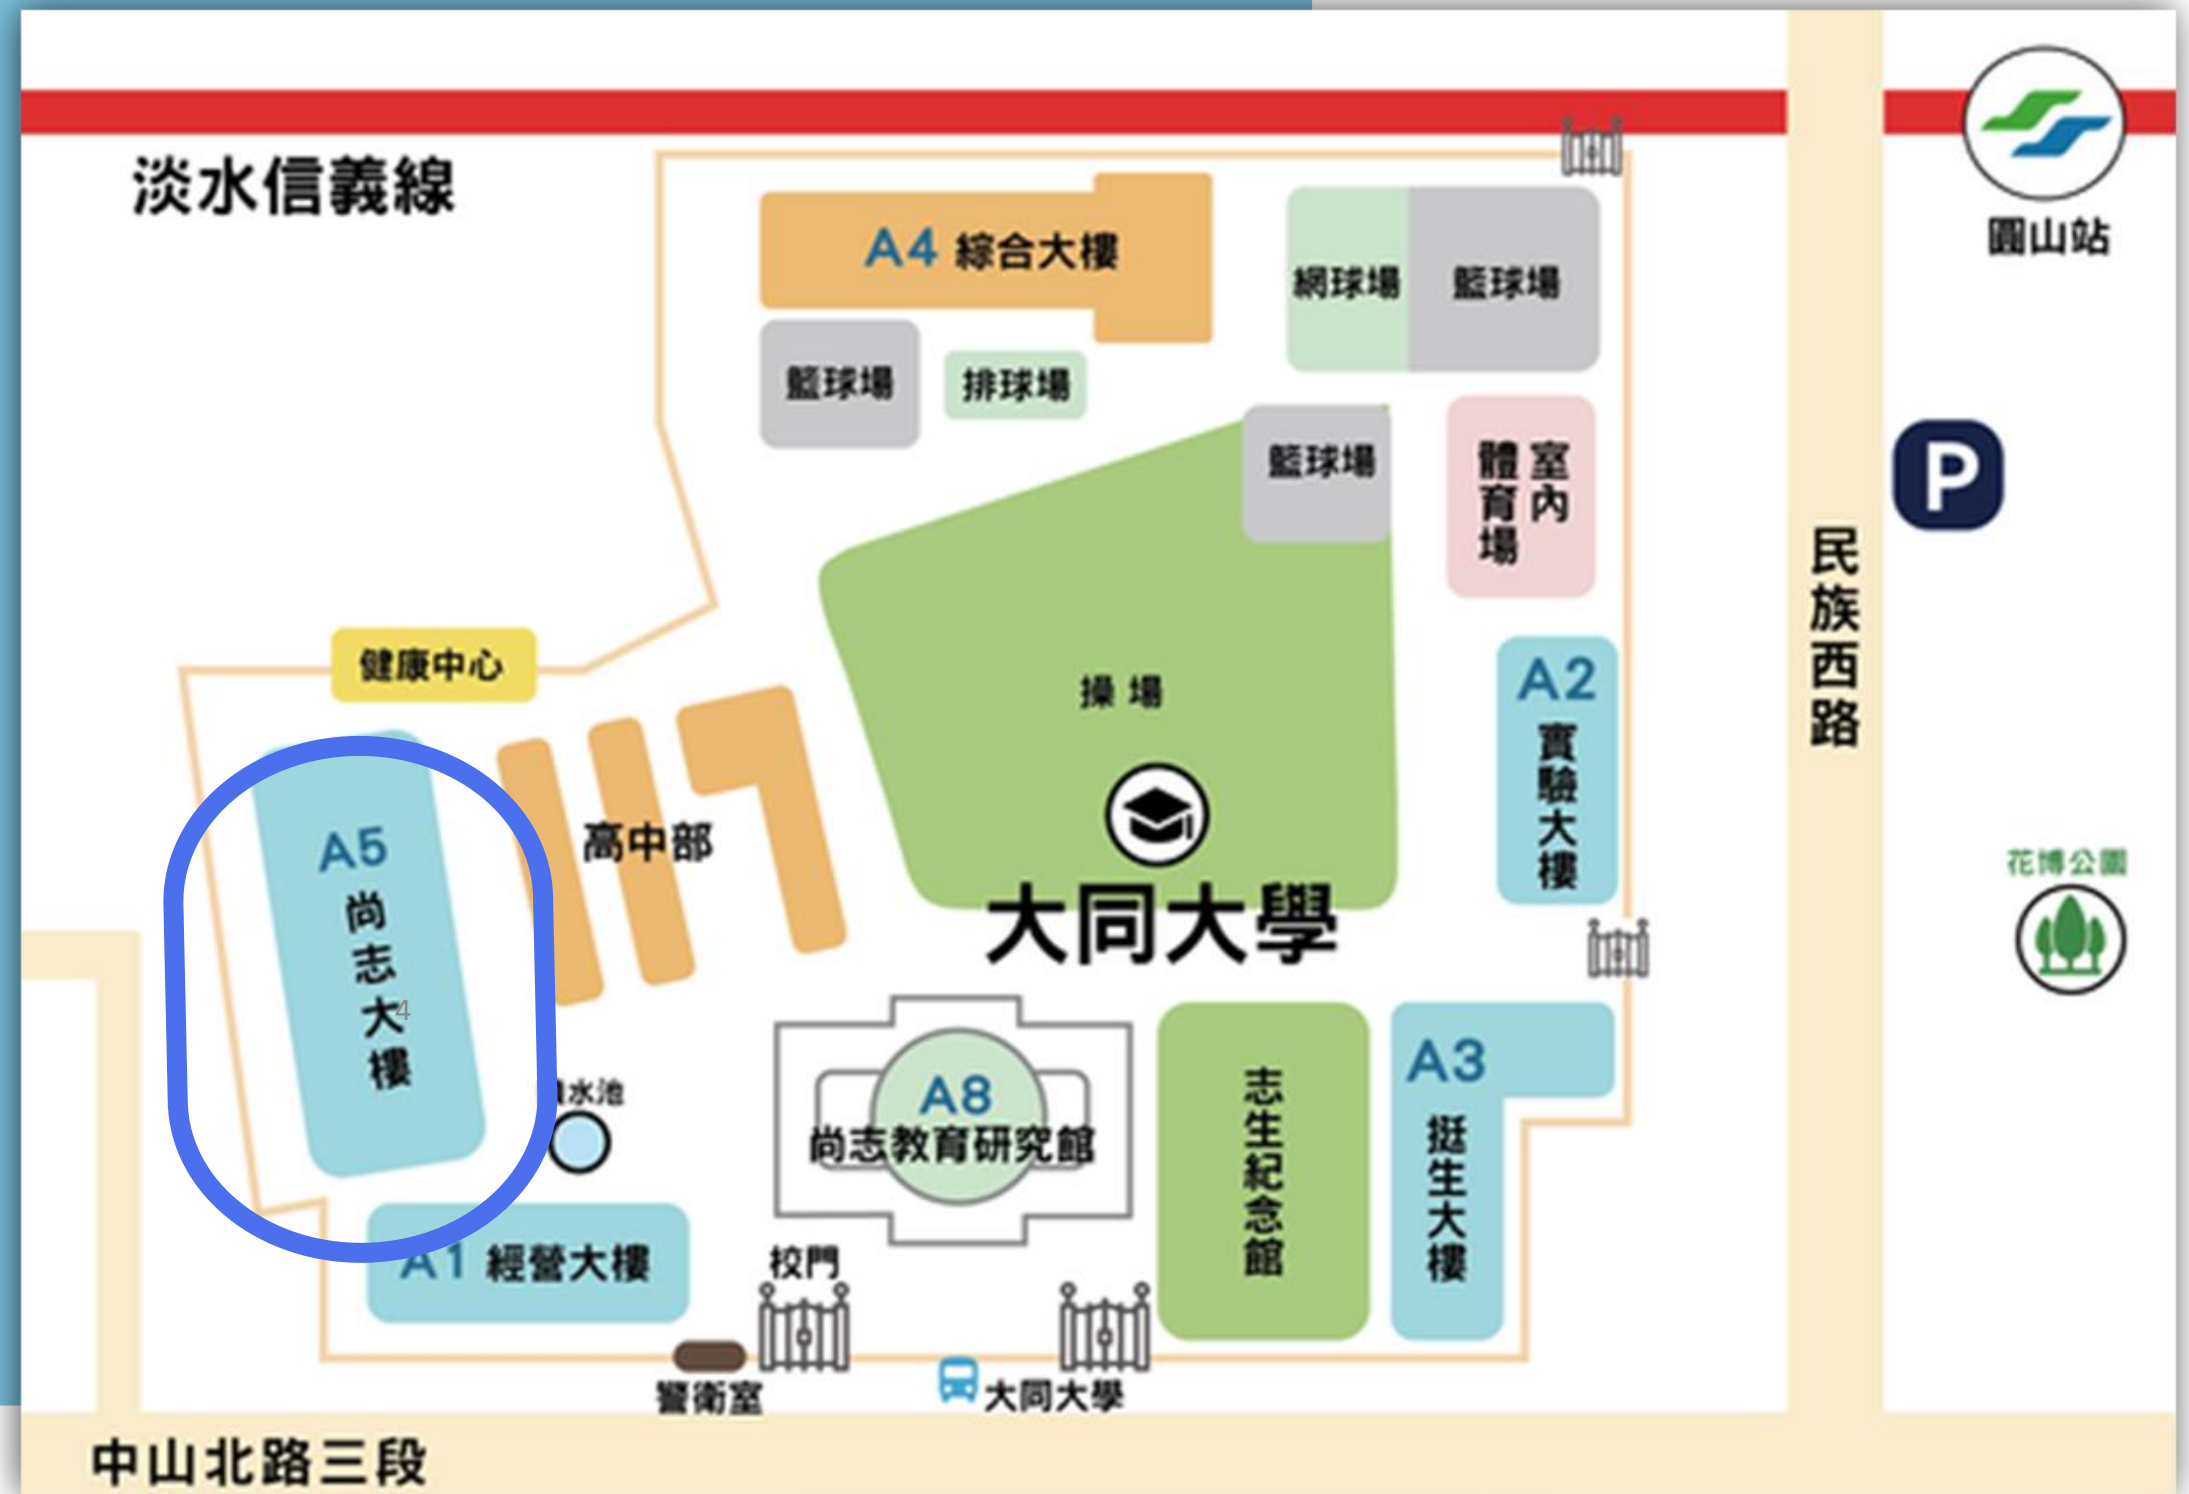 淡水信義線
圓山站
A4 綜合大樓
網球場
籃球場
籃球場
排球場
籃球場
室內
體育場
P
民族西路
健康中心
操場
A2
實驗大樓
A5
尚志大樓
4
高中部
大同大學
花博公園
水池
A8
尚志教育研究館
志生紀念館
A3
挺生大樓
A1 經營大樓
校門
警衛室
大同大學
中山北路三段